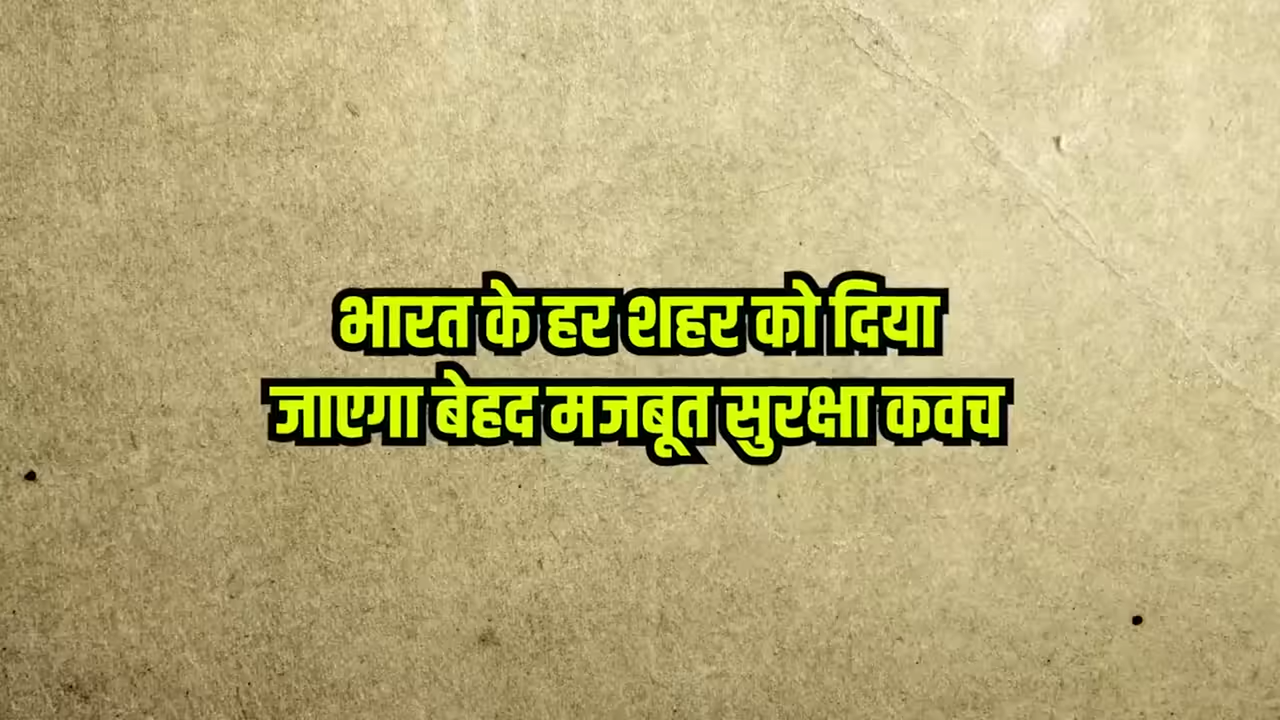 भारत के हर शहर को दिया
जाएगा बेहद मजबूत सुरक्षा कवच